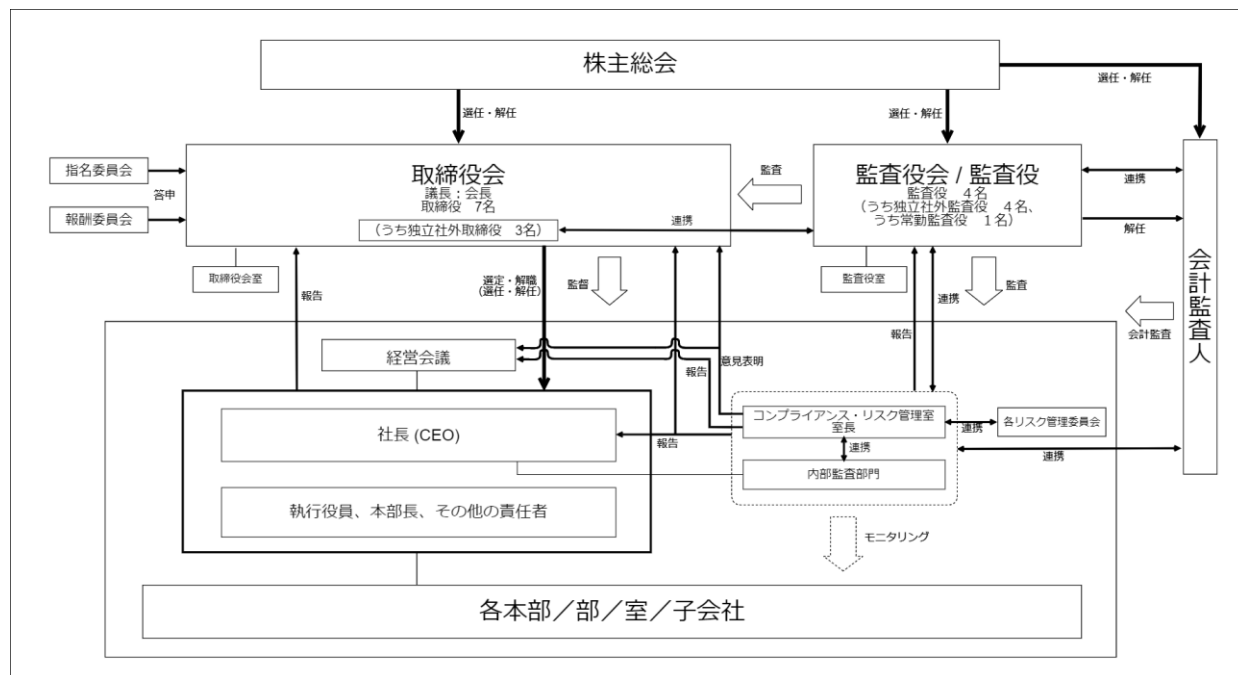 株主総会
選任・解任
選任・解任
選任・解任
指名委員会
答申
報酬委員会
取締役会
議長：会長
取締役　7名
（うち独立社外取締役　3名）
監査
連携
監査役会 / 監査役
監査役　４名
（うち独立社外監査役　４名、
うち常勤監査役　１名）
連携
解任
会計監査人
取締役会室
報告
選定・解職
(選任・解任)
監督
監査役室
連携
監査
会計監査
経営会議
意見表明
報告
報告
社長 (CEO)
報告
コンプライアンス・リスク管理室
室長
連携
各リスク管理委員会
連携
連携
内部監査部門
執行役員、本部長、その他の責任者
モニタリング
各本部／部／室／子会社